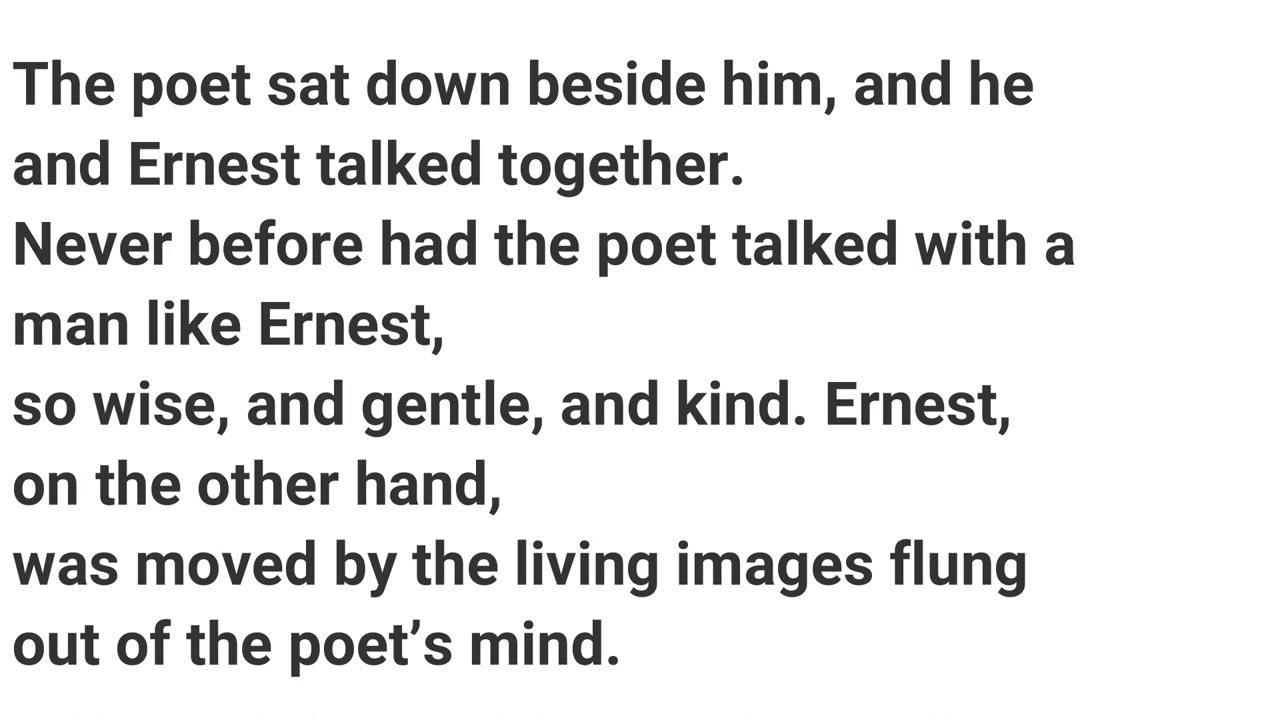 The poet sat down beside him, and he
and Ernest talked together.
Never before had the poet talked with a
man like Ernest,
so wise, and gentle, and kind. Ernest,
on the other hand,
was moved by the living images flung
out of the poet’s mind.